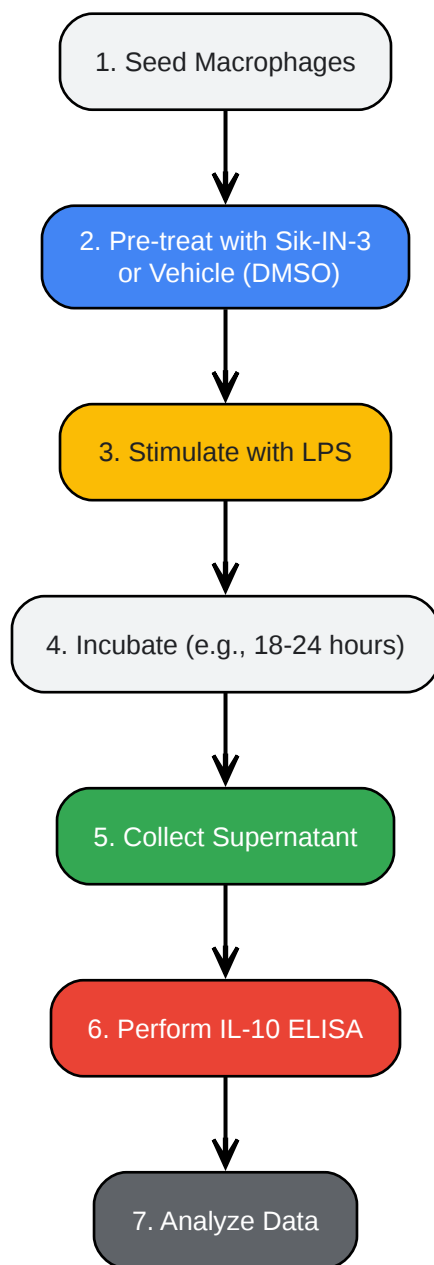 1. Seed Macrophages
2. Pre-treat with Sik-IN-3
or Vehicle (DMSO)
3. Stimulate with LPS
4. Incubate (e.g., 18-24 hours)
5. Collect Supernatant
6. Perform IL-10 ELISA
7. Analyze Data